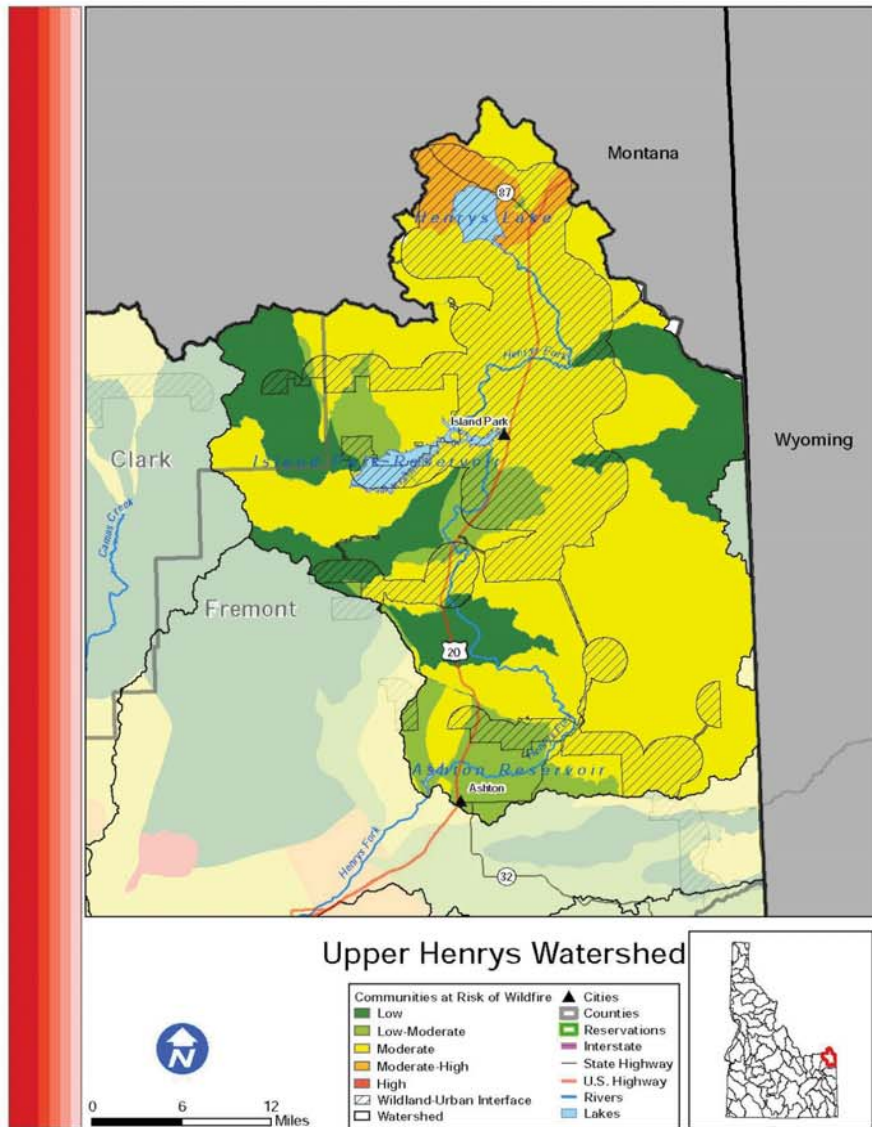 Montana
87
Henrys Lake
Henrys Fork
Island Park
Wyoming
Clark
Island Park Reservoir
Camas Creek
Fremont
20
Ashton Reservoir
Henrys Fork
Ashton
Henrys Fork
32
Upper Henrys Watershed
Communities at Risk of Wildfire
Low
Low-Moderate
Moderate
Moderate-High
High
Wildland-Urban Interface
Watershed
Cities
Counties
Reservations
Interstate
State Highway
U.S. Highway
Rivers
Lakes
N
0 6 12
Miles